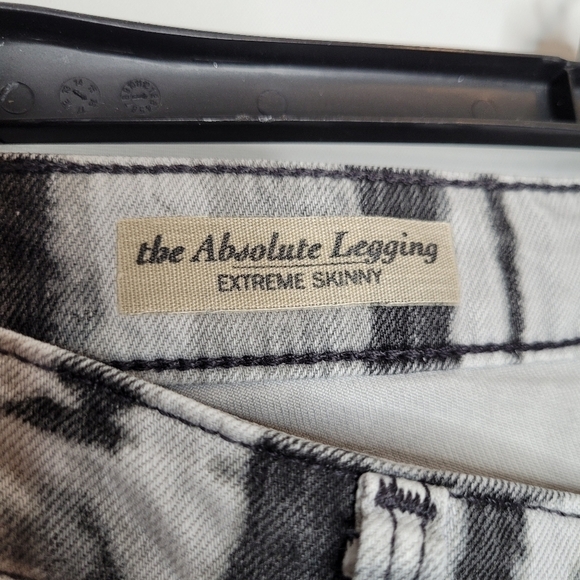 the Absolute Legging
EXTREME SKINNY